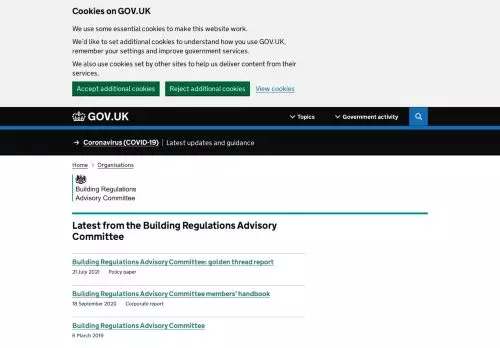 Cookies on GOV.UK
We use some essential cookies to make this website work.
We'd like to set additional cookies to understand how you use GOV.UK,
remember your settings and improve government services.
We also use cookies set by other sites to help us deliver content from their
services.
Accept additional cookies Reject additional cookies View cookies
GOV.UK Topics Government activity
→ Coronavirus (COVID-19) Latest updates and guidance
Home > Organisations
Building Regulations
Advisory Committee
Latest from the Building Regulations Advisory
Committee
Building Regulations Advisory Committee: golden thread report
21 July 2021 Policy paper
Building Regulations Advisory Committee members' handbook
18 September 2020 Corporate report
Building Regulations Advisory Committee
6 March 2019